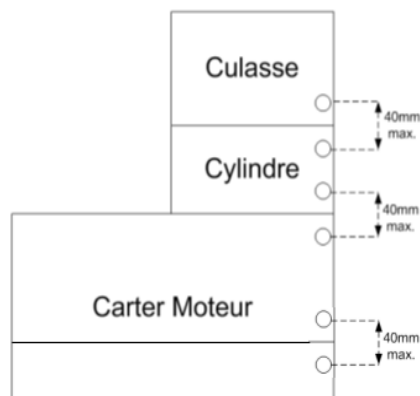 Culasse
40mm
max.
Cylindre
40mm
max.
Carter Moteur
40mm
max.